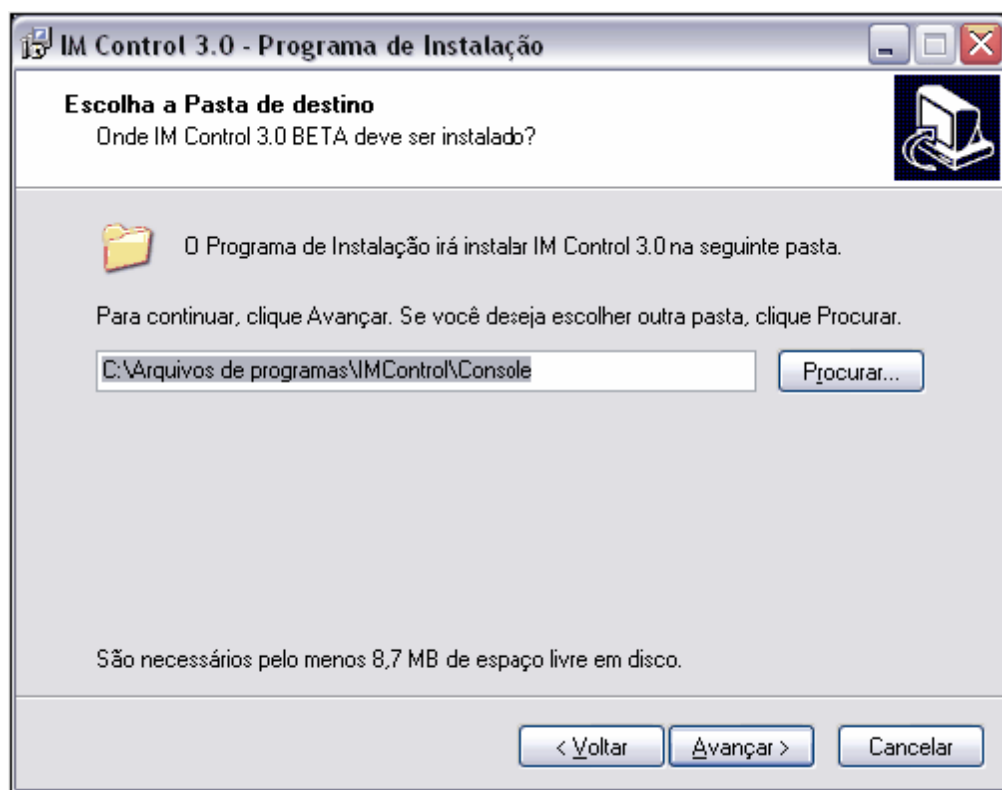 IM Control 3.0 - Programa de Instalação
Escolha a Pasta de destino
Onde IM Control 3.0 BETA deve ser instalado?
O Programa de Instalação irá instalar IM Control 3.0 na seguinte pasta.
Para continuar, clique Avançar. Se você deseja escolher outra pasta, clique Procurar.
C:\Arquivos de programas\IMControl\Console
Procurar...
São necessários pelo menos 8,7 MB de espaço livre em disco.
< Voltar
Avançar >
Cancelar